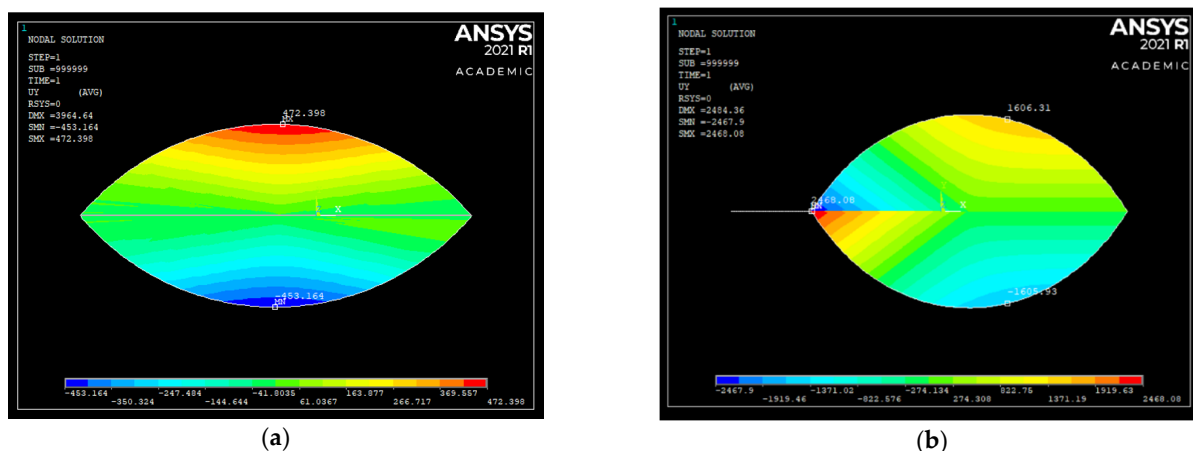 1
NODAL SOLUTION
STEP=1
SUB =999999
TIME=1
UY (AVG)
RSYS=0
DMX =3964.64
SMN =-453.164
SMX =472.398
ANSYS
2021 R1
ACADEMIC
472.398
MX
X
-453.164
MN
-453.164 -247.484 -41.8035 163.877 369.557
-350.324 -144.644 61.0367 266.717 472.398
(a)
1
NODAL SOLUTION
STEP=1
SUB =999999
TIME=1
UY (AVG)
RSYS=0
DMX =2484.36
SMN =-2467.9
SMX =2468.08
ANSYS
2021 R1
ACADEMIC
1606.31
2468.08
MN
X
-1605.93
-2467.9 -1371.02 -274.134 822.75 1919.63
-1919.46 -822.576 274.308 1371.19 2468.08
(b)